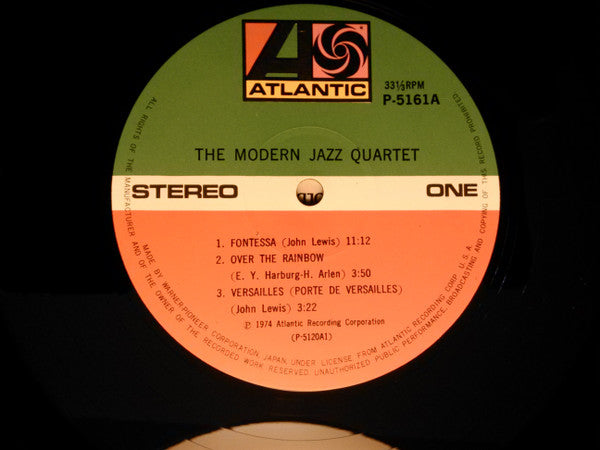 ATLANTIC
33⅓RPM
P-5161A
THE MODERN JAZZ QUARTET
STEREO
ONE
1. FONTESSA (John Lewis) 11:12
2. OVER THE RAINBOW
(E. Y. Harburg-H. Arlen) 3:50
3. VERSAILLES (PORTE DE VERSAILLES)
(John Lewis) 3:22
℗ 1974 Atlantic Recording Corporation
(P-5120A1)
MADE BY WARNER-PIONEER CORPORATION, JAPAN, UNDER LICENSE FROM ATLANTIC RECORDING CORP., U.S.A.
ALL RIGHTS OF THE MANUFACTURER AND OF THE OWNER OF THE RECORDED WORK RESERVED. UNAUTHORIZED PUBLIC PERFORMANCE, BROADCASTING AND COPYING OF THIS RECORD PROHIBITED.